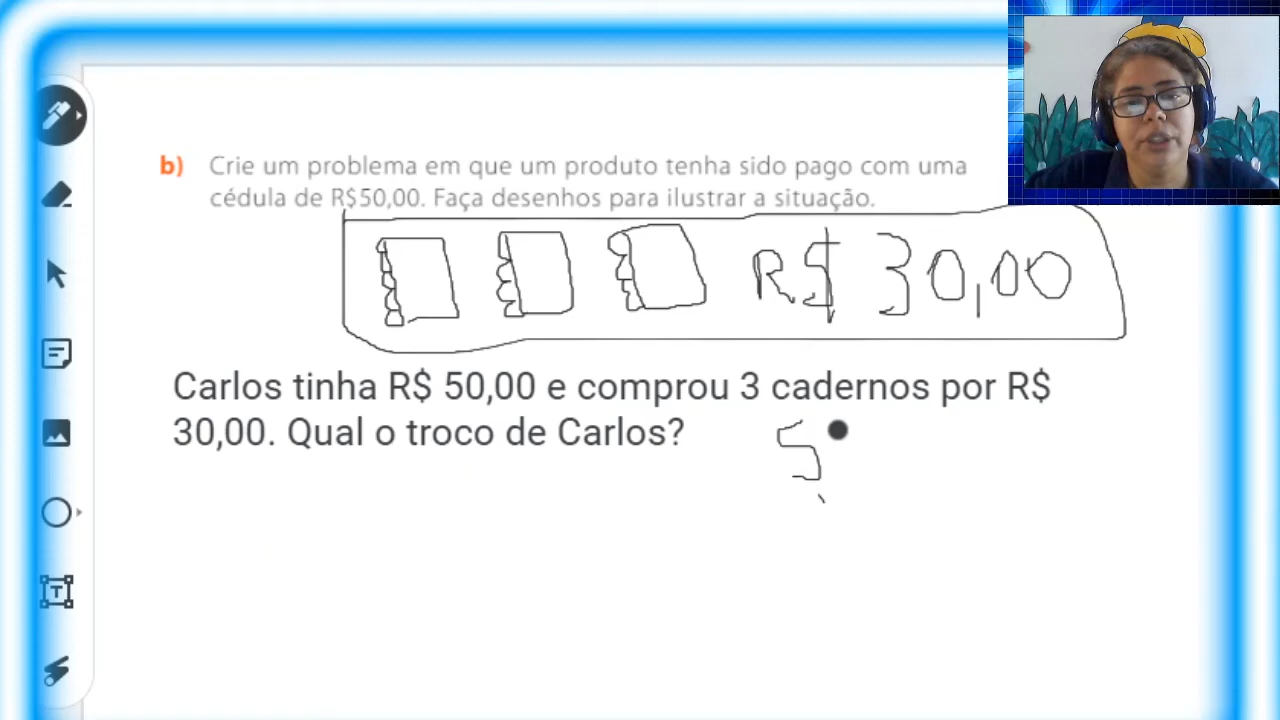 b) Crie um problema em que um produto tenha sido pago com uma
cédula de R$50,00. Faça desenhos para ilustrar a situação.
R$ 30,00
Carlos tinha R$ 50,00 e comprou 3 cadernos por R$
30,00. Qual o troco de Carlos?
5
T